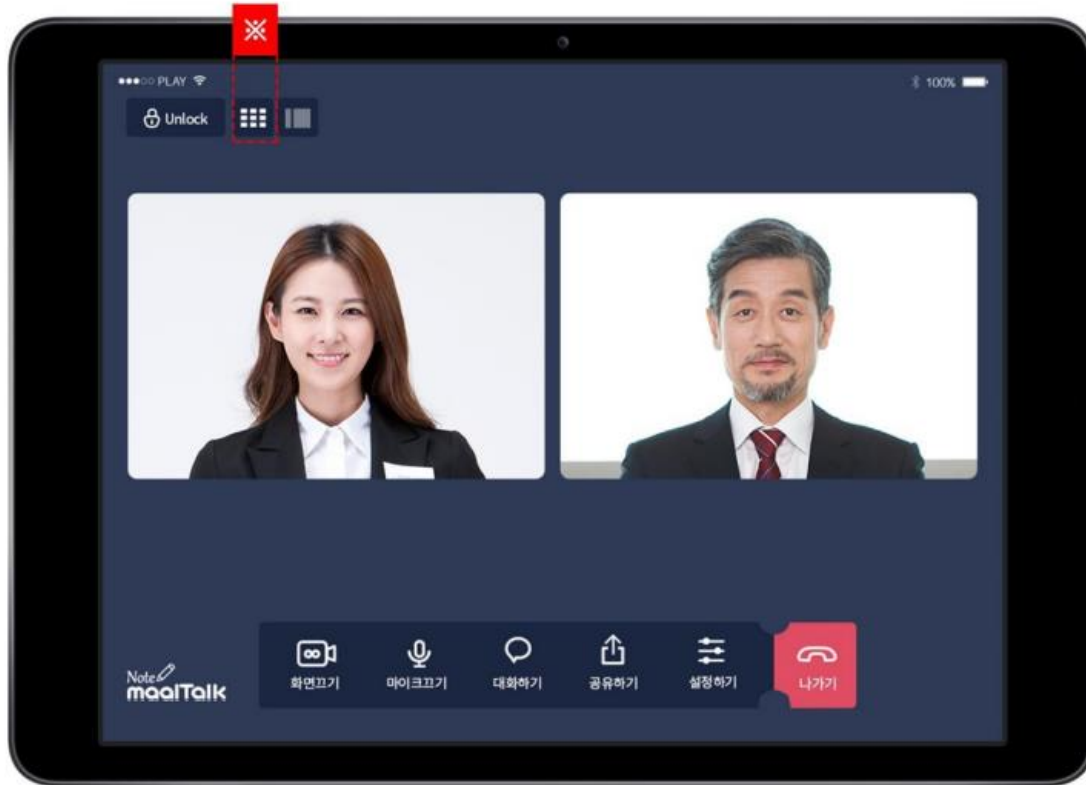 ※
PLAY
100%
Unlock
화면끄기
마이크끄기
대화하기
공유하기
설정하기
나가기
Note
maalTalk